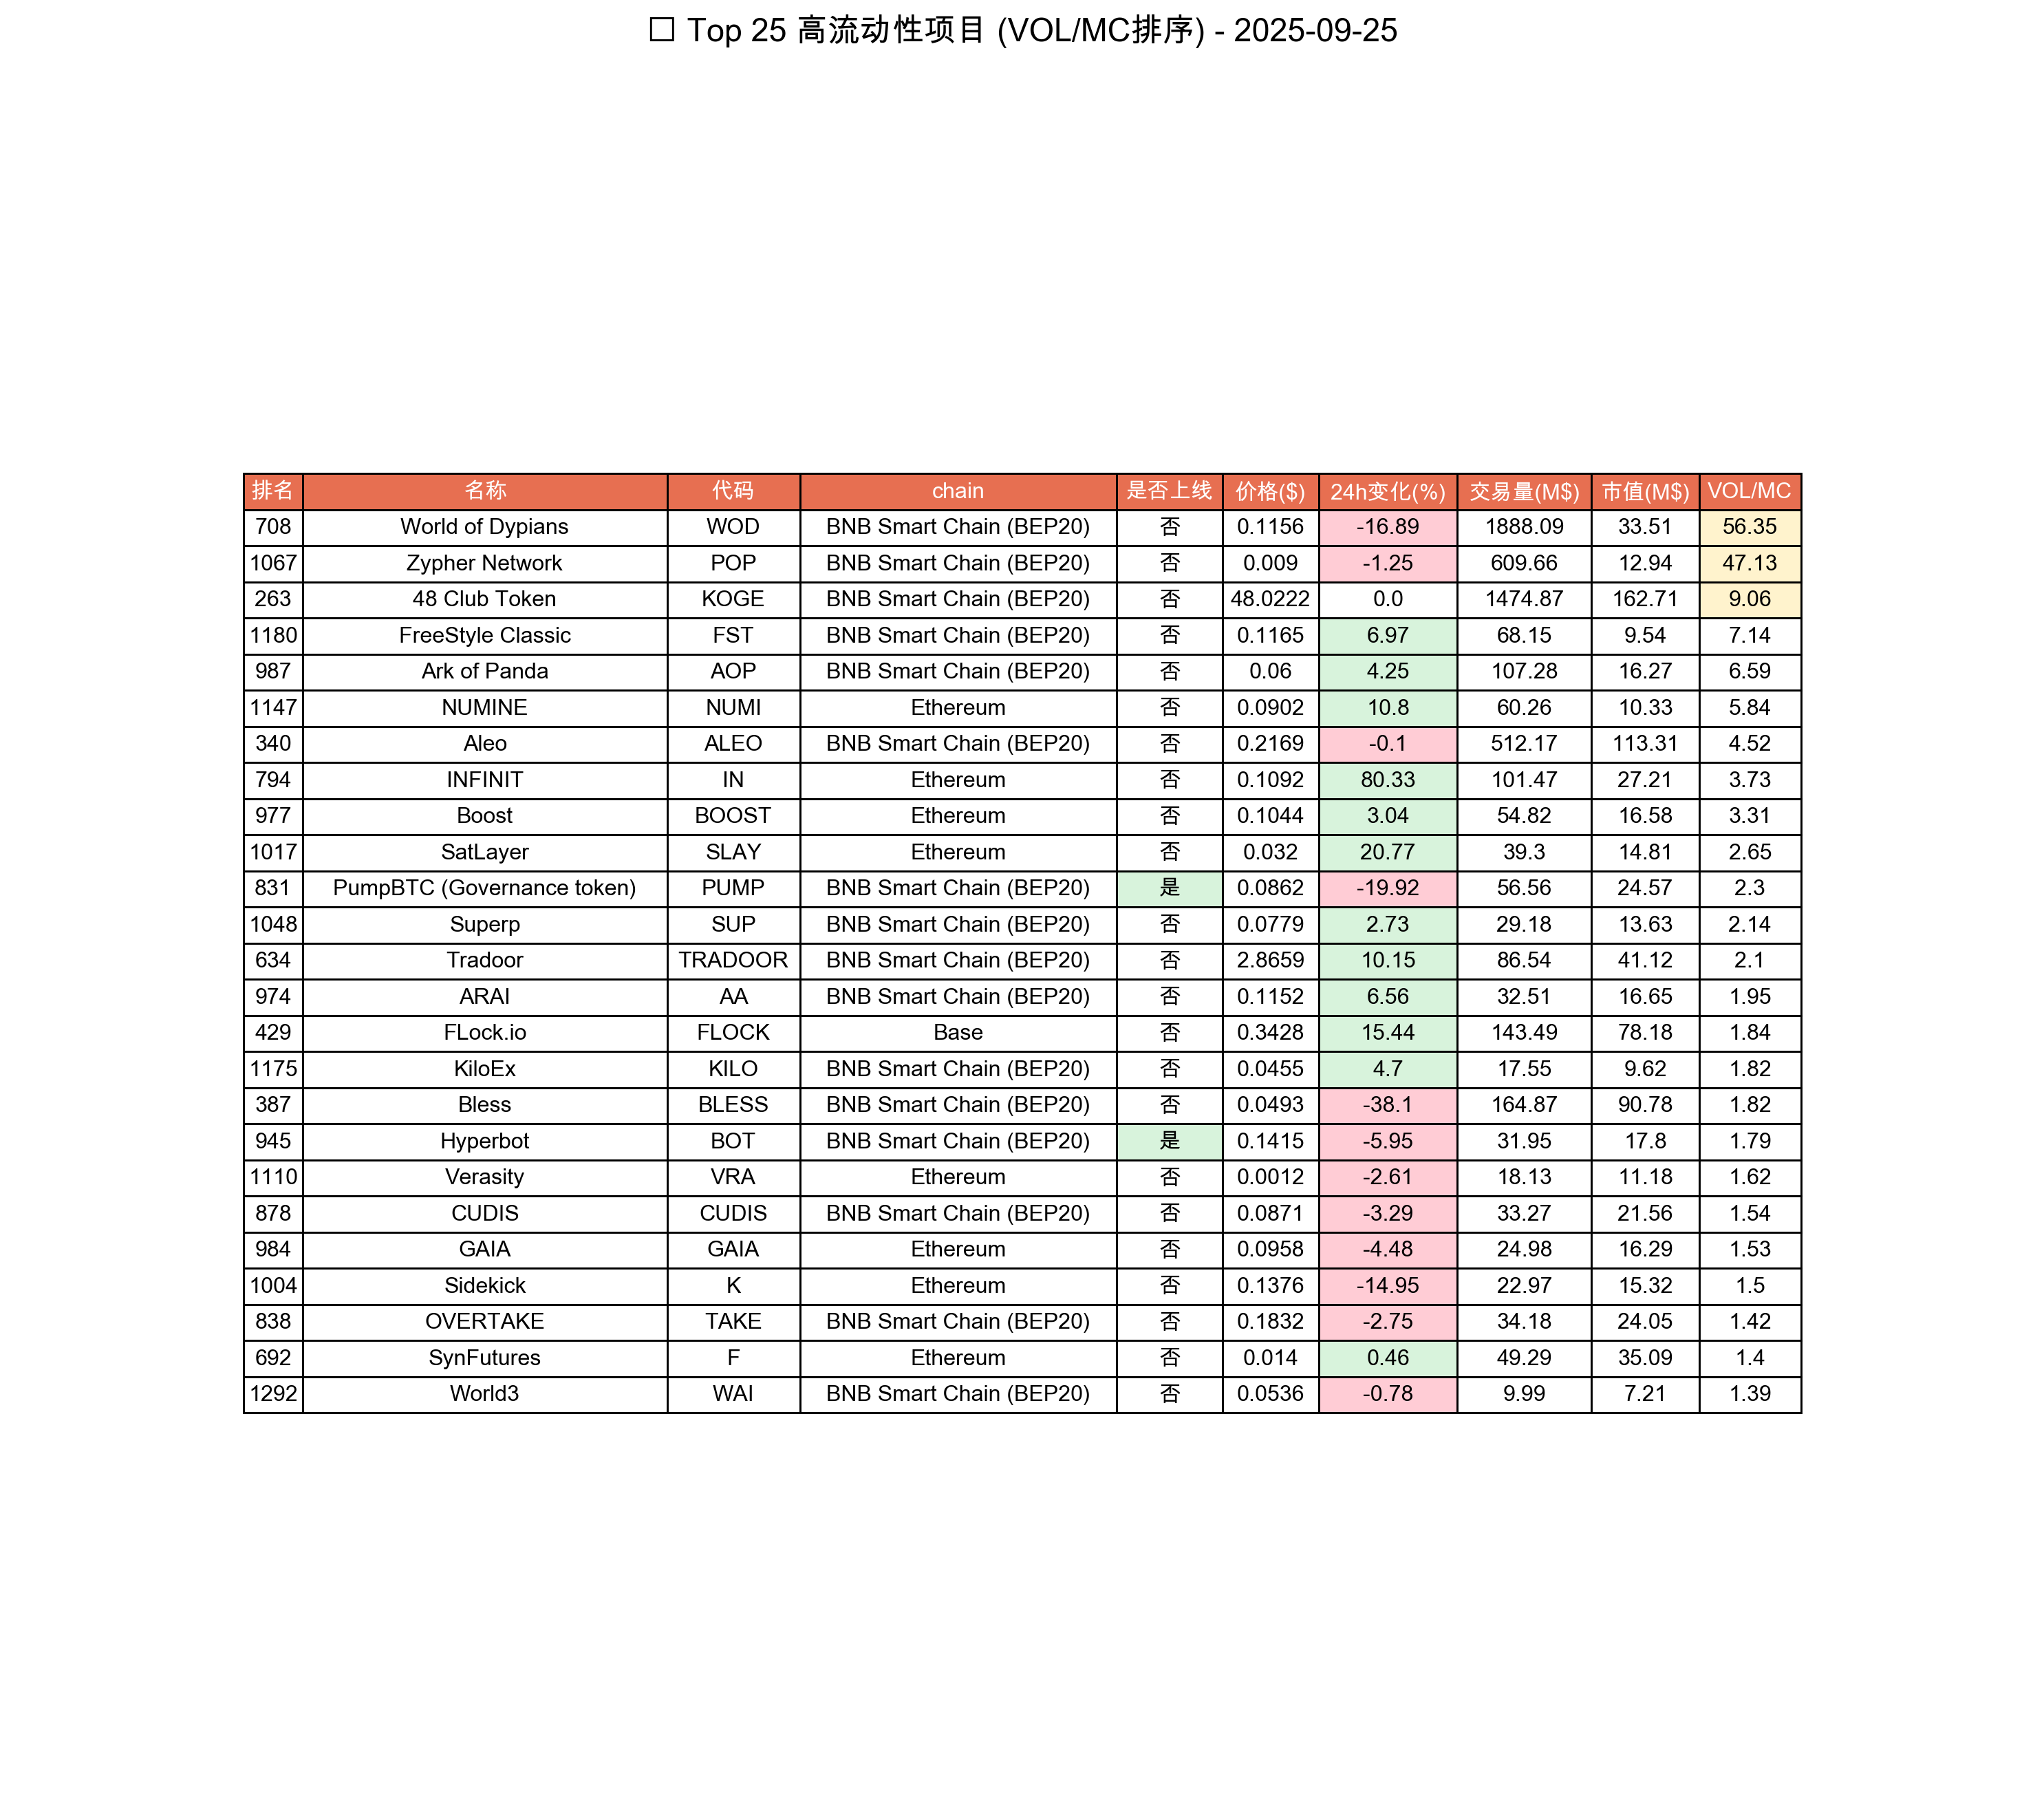 □ Top 25 高流动性项目 (VOL/MC排序) - 2025-09-25
排名 名称 代码 chain 是否上线 价格($) 24h变化(%) 交易量(M$) 市值(M$) VOL/MC
708 World of Dypians WOD BNB Smart Chain (BEP20) 否 0.1156 -16.89 1888.09 33.51 56.35
1067 Zypher Network POP BNB Smart Chain (BEP20) 否 0.009 -1.25 609.66 12.94 47.13
263 48 Club Token KOGE BNB Smart Chain (BEP20) 否 48.0222 0.0 1474.87 162.71 9.06
1180 FreeStyle Classic FST BNB Smart Chain (BEP20) 否 0.1165 6.97 68.15 9.54 7.14
987 Ark of Panda AOP BNB Smart Chain (BEP20) 否 0.06 4.25 107.28 16.27 6.59
1147 NUMINE NUMI Ethereum 否 0.0902 10.8 60.26 10.33 5.84
340 Aleo ALEO BNB Smart Chain (BEP20) 否 0.2169 -0.1 512.17 113.31 4.52
794 INFINIT IN Ethereum 否 0.1092 80.33 101.47 27.21 3.73
977 Boost BOOST Ethereum 否 0.1044 3.04 54.82 16.58 3.31
1017 SatLayer SLAY Ethereum 否 0.032 20.77 39.3 14.81 2.65
831 PumpBTC (Governance token) PUMP BNB Smart Chain (BEP20) 是 0.0862 -19.92 56.56 24.57 2.3
1048 Superp SUP BNB Smart Chain (BEP20) 否 0.0779 2.73 29.18 13.63 2.14
634 Tradoor TRADOOR BNB Smart Chain (BEP20) 否 2.8659 10.15 86.54 41.12 2.1
974 ARAI AA BNB Smart Chain (BEP20) 否 0.1152 6.56 32.51 16.65 1.95
429 FLock.io FLOCK Base 否 0.3428 15.44 143.49 78.18 1.84
1175 KiloEx KILO BNB Smart Chain (BEP20) 否 0.0455 4.7 17.55 9.62 1.82
387 Bless BLESS BNB Smart Chain (BEP20) 否 0.0493 -38.1 164.87 90.78 1.82
945 Hyperbot BOT BNB Smart Chain (BEP20) 是 0.1415 -5.95 31.95 17.8 1.79
1110 Verasity VRA Ethereum 否 0.0012 -2.61 18.13 11.18 1.62
878 CUDIS CUDIS BNB Smart Chain (BEP20) 否 0.0871 -3.29 33.27 21.56 1.54
984 GAIA GAIA Ethereum 否 0.0958 -4.48 24.98 16.29 1.53
1004 Sidekick K Ethereum 否 0.1376 -14.95 22.97 15.32 1.5
838 OVERTAKE TAKE BNB Smart Chain (BEP20) 否 0.1832 -2.75 34.18 24.05 1.42
692 SynFutures F Ethereum 否 0.014 0.46 49.29 35.09 1.4
1292 World3 WAI BNB Smart Chain (BEP20) 否 0.0536 -0.78 9.99 7.21 1.39